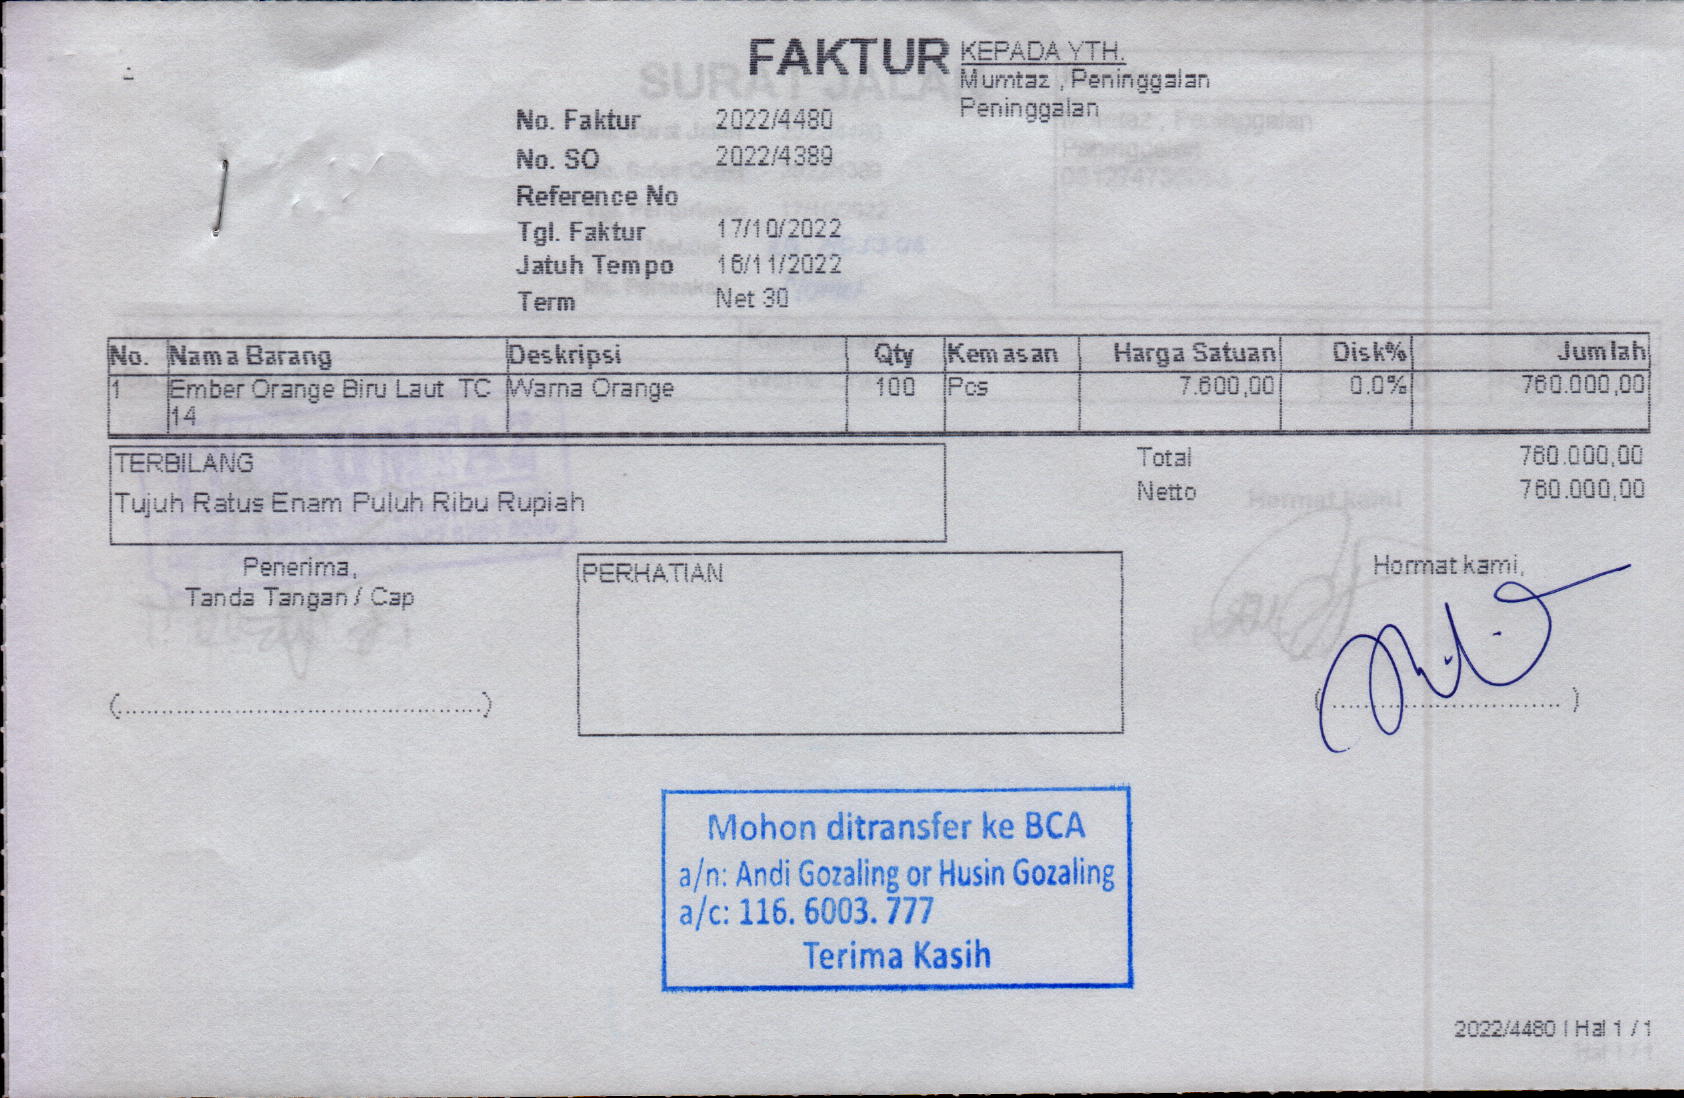 FAKTUR
KEPADA YTH.
Mumtaz , Peninggalan
Peninggalan
No. Faktur 2022/4480
No. SO 2022/4389
Reference No
Tgl. Faktur 17/10/2022
Jatuh Tempo 16/11/2022
Term Net 30
No. Nama Barang Deskripsi Qty Kemasan Harga Satuan Disk% Jumlah
1 Ember Orange Biru Laut TC Warna Orange 100 Pcs 7.600,00 0.0% 760.000,00
14
TERBILANG
Tujuh Ratus Enam Puluh Ribu Rupiah
Total 760.000,00
Netto 760.000,00
Penerima,
Tanda Tangan / Cap
PERHATIAN
Hormat kami,
(..............................................)
( ............................. )
Mohon ditransfer ke BCA
a/n: Andi Gozaling or Husin Gozaling
a/c: 116. 6003. 777
Terima Kasih
2022/4480 | Hal 1 / 1